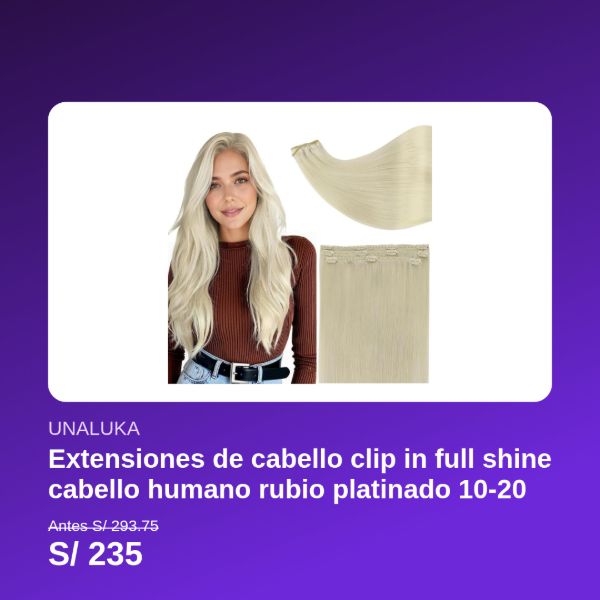 UNALUKA
Extensiones de cabello clip in full shine
cabello humano rubio platinado 10-20
Antes S/ 293.75
S/ 235